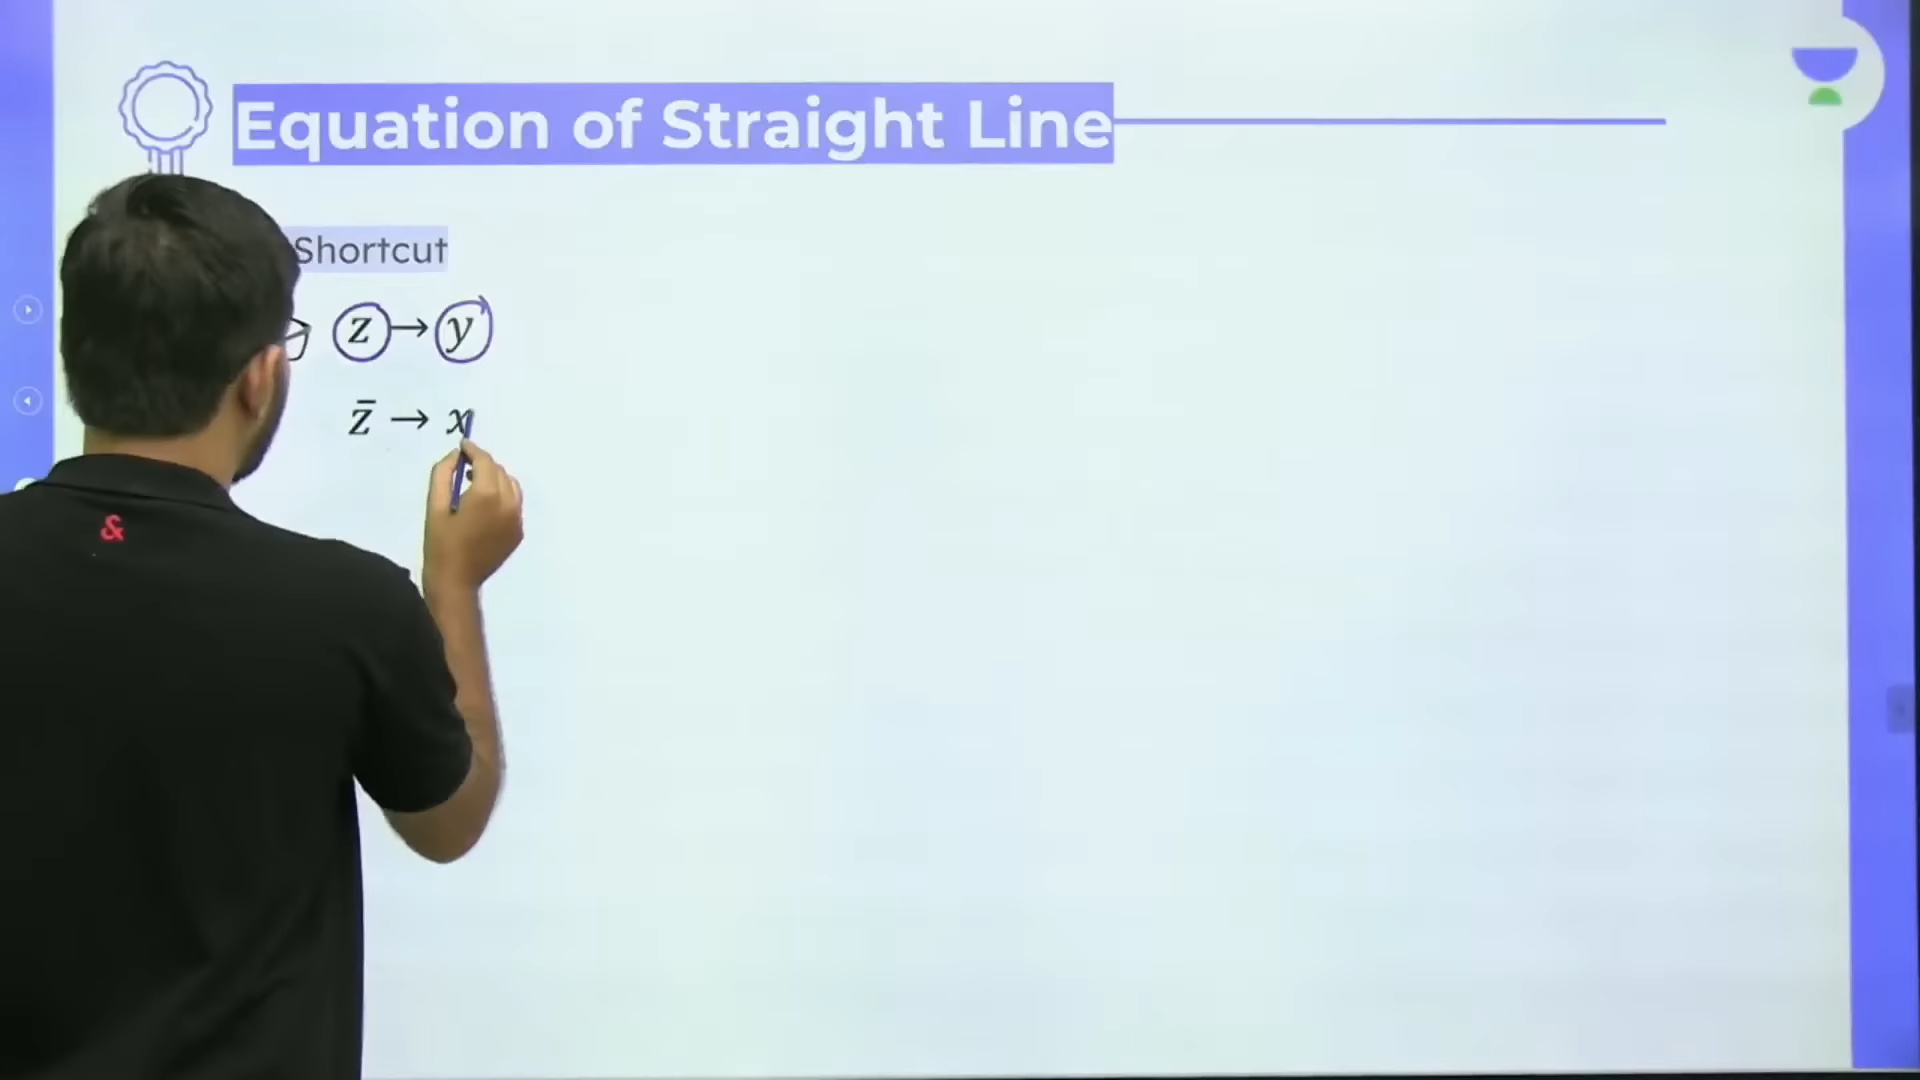 Equation of Straight Line
Shortcut
z → y
z̄ → x
&